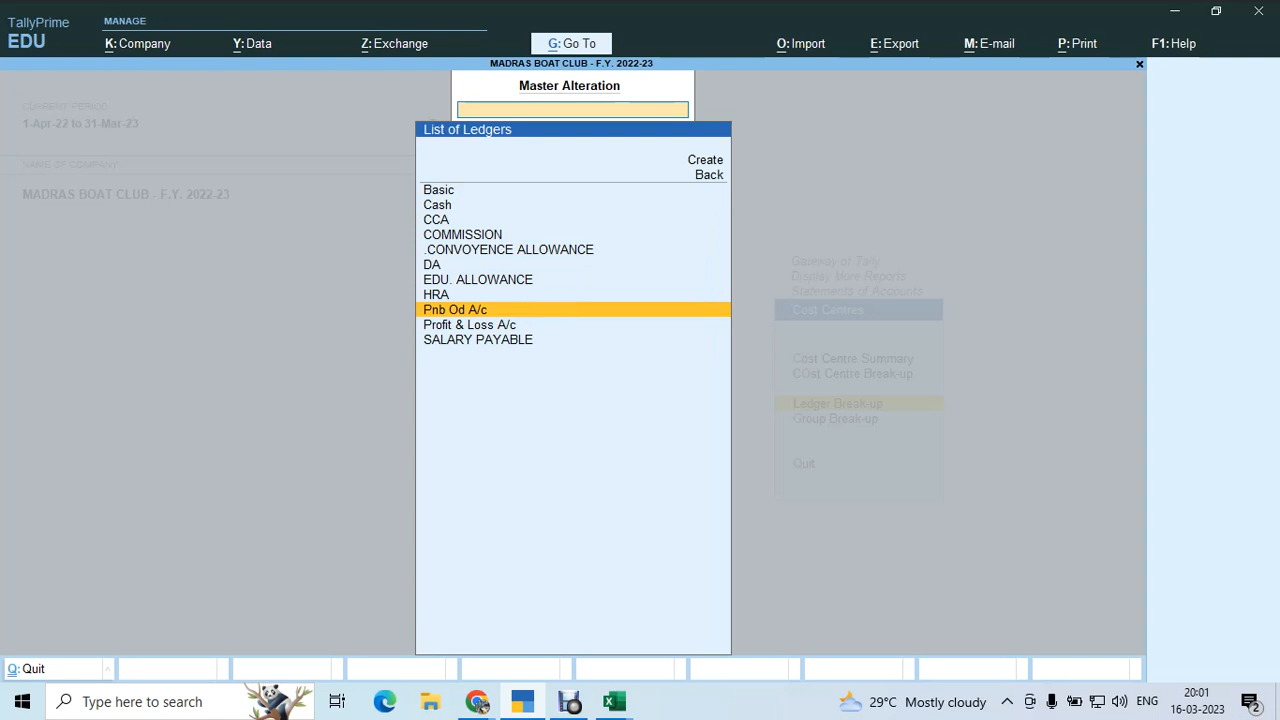 TallyPrime
EDU
MANAGE
K: Company
Y: Data
Z: Exchange
G: Go To
O: Import
E: Export
M: E-mail
P: Print
F1: Help
MADRAS BOAT CLUB - F.Y. 2022-23
CURRENT PERIOD
1-Apr-22 to 31-Mar-23
NAME OF COMPANY
MADRAS BOAT CLUB - F.Y. 2022-23
Master Alteration
List of Ledgers
Create
Back
Basic
Cash
CCA
COMMISSION
.CONVOYENCE ALLOWANCE
DA
EDU. ALLOWANCE
HRA
Pnb Od A/c
Profit & Loss A/c
SALARY PAYABLE
Gateway of Tally
Display More Reports
Statements of Accounts
Cost Centres
Cost Centre Summary
COst Centre Break-up
Ledger Break-up
Group Break-up
Quit
Q: Quit
Type here to search
29°C Mostly cloudy
ENG
20:01
16-03-2023
2